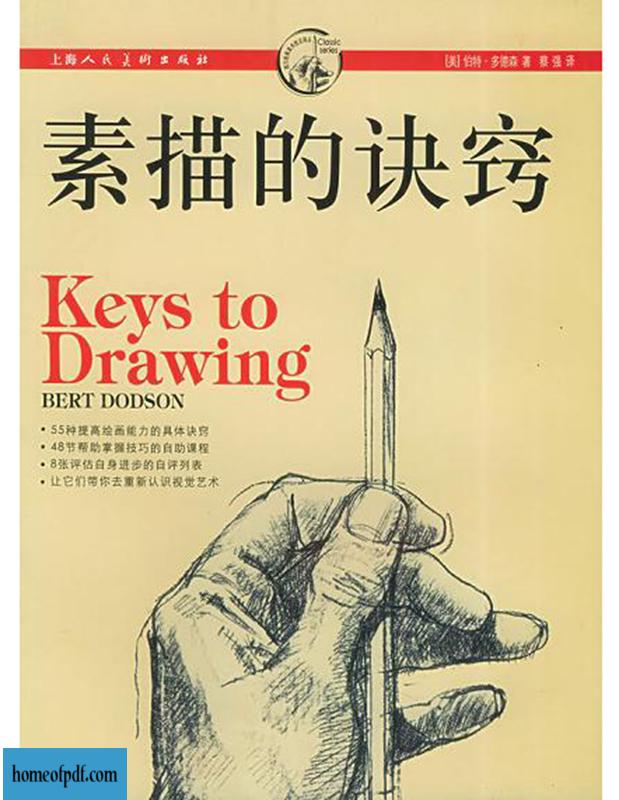 上海人民美術出版社
Classic
series
[美] 伯特·多德森 著 蔡强 译
素描的诀窍
Keys to
Drawing
BERT DODSON
• 55种提高绘画能力的具体诀窍
• 48节帮助掌握技巧的自助课程
• 8张评估自身进步的自评列表
• 让它们带你去重新认识视觉艺术
homeofpdf.com